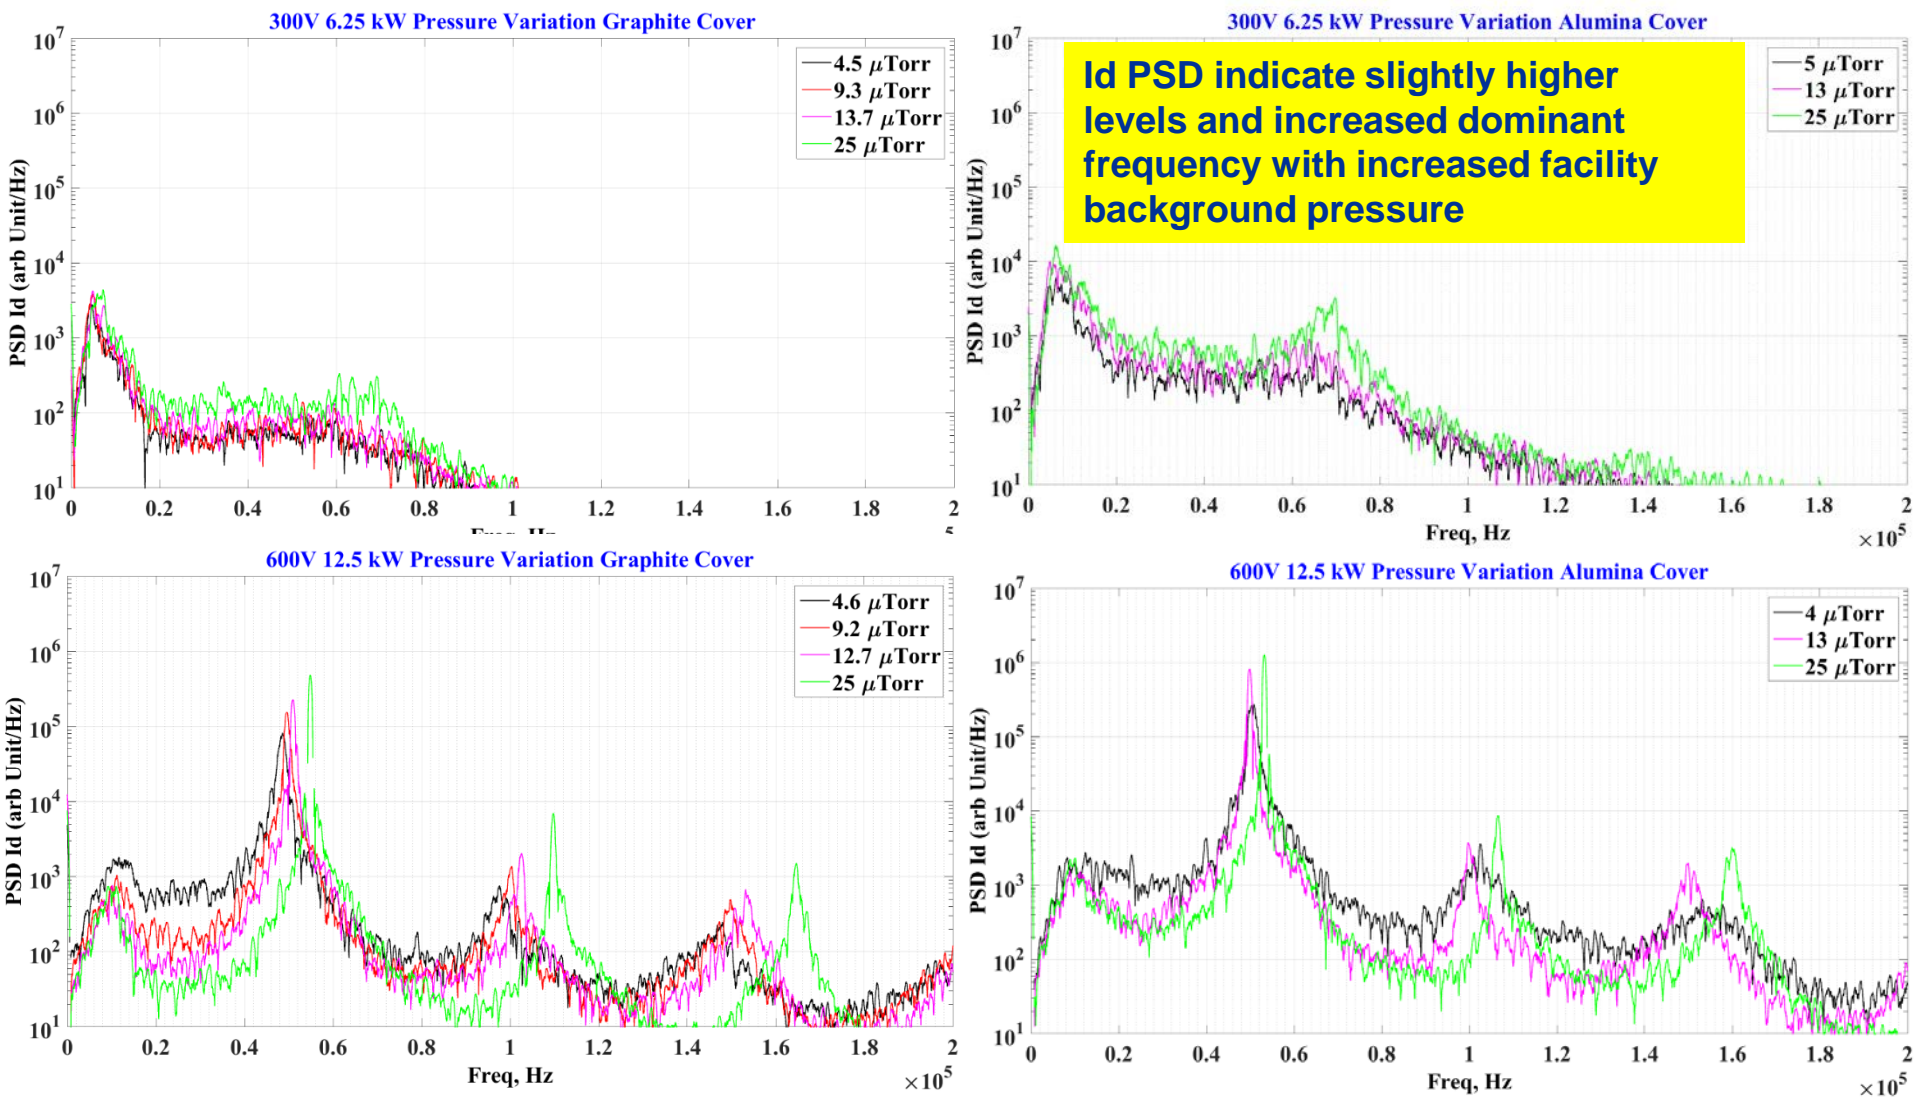 300V 6.25 kW Pressure Variation Graphite Cover
10^7
10^6
10^5
10^4
10^3
10^2
10^1
PSD Id (arb Unit/Hz)
4.5 μTorr
9.3 μTorr
13.7 μTorr
25 μTorr
0 0.2 0.4 0.6 0.8 1 1.2 1.4 1.6 1.8 2
Freq, Hz
5
300V 6.25 kW Pressure Variation Alumina Cover
10^7
10^6
10^5
10^4
10^3
10^2
10^1
PSD Id (arb Unit/Hz)
Id PSD indicate slightly higher
levels and increased dominant
frequency with increased facility
background pressure
5 μTorr
13 μTorr
25 μTorr
0 0.2 0.4 0.6 0.8 1 1.2 1.4 1.6 1.8 2
Freq, Hz
×10^5
600V 12.5 kW Pressure Variation Graphite Cover
10^7
10^6
10^5
10^4
10^3
10^2
10^1
PSD Id (arb Unit/Hz)
4.6 μTorr
9.2 μTorr
12.7 μTorr
25 μTorr
0 0.2 0.4 0.6 0.8 1 1.2 1.4 1.6 1.8 2
Freq, Hz
×10^5
600V 12.5 kW Pressure Variation Alumina Cover
10^7
10^6
10^5
10^4
10^3
10^2
10^1
PSD Id (arb Unit/Hz)
4 μTorr
13 μTorr
25 μTorr
0 0.2 0.4 0.6 0.8 1 1.2 1.4 1.6 1.8 2
Freq, Hz
×10^5